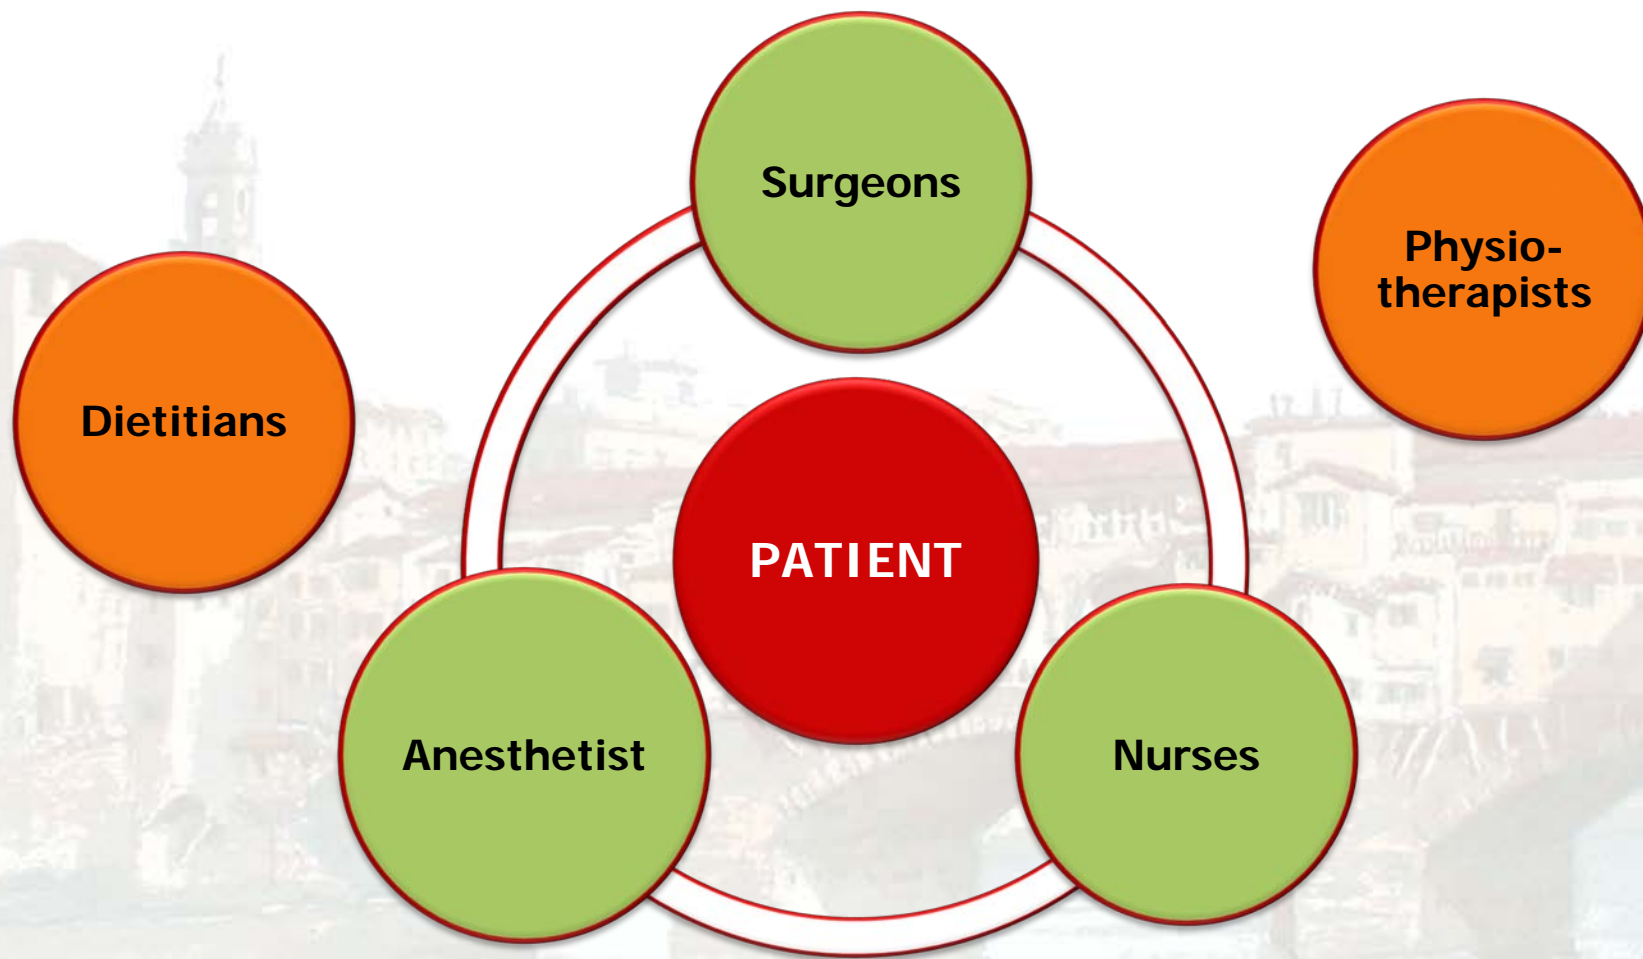 Surgeons
Physio-
therapists
Dietitians
PATIENT
Anesthetist
Nurses